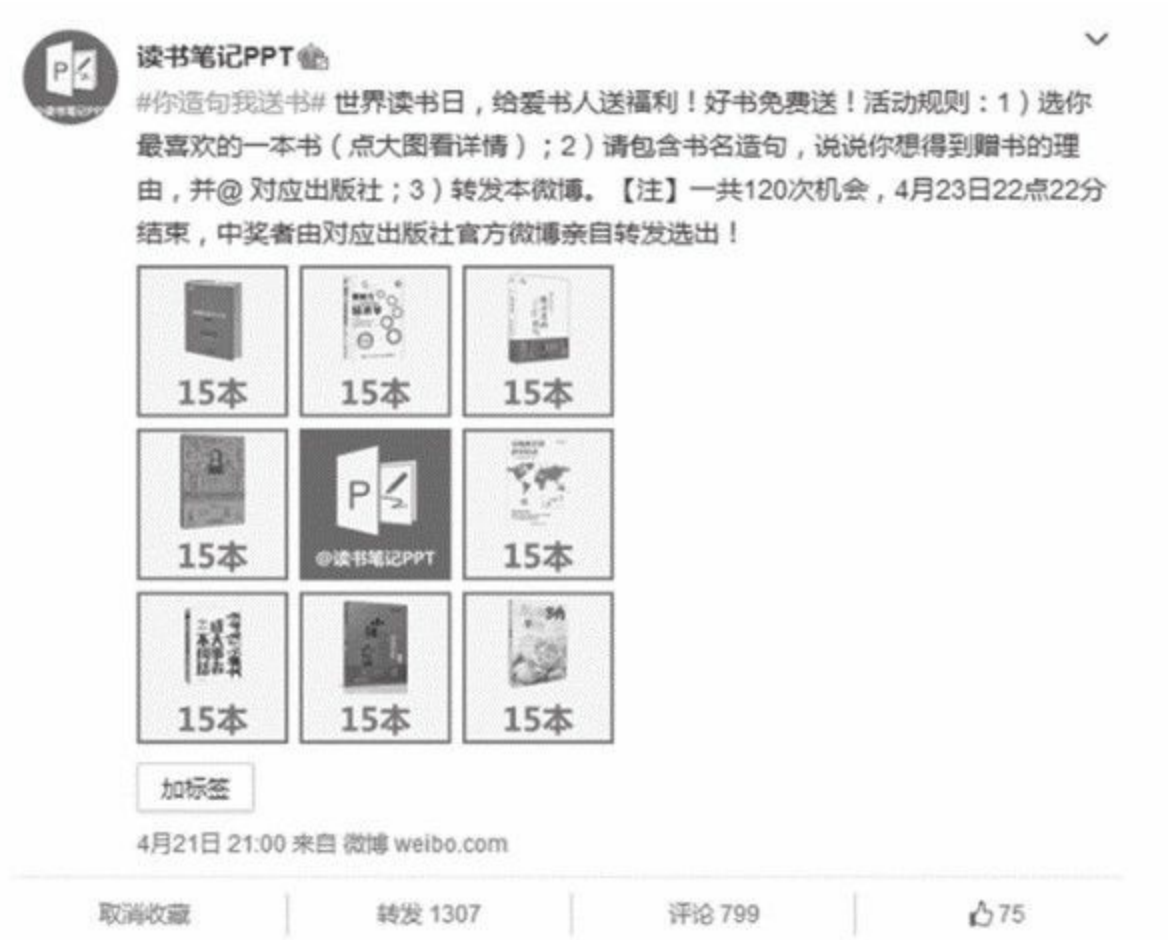 读书笔记PPT
#你造句我送书# 世界读书日，给爱书人送福利！好书免费送！活动规则：1）选你
最喜欢的一本书（点大图看详情）；2）请包含书名造句，说说你想得到赠书的理
由，并@ 对应出版社；3）转发本微博。【注】一共120次机会，4月23日22点22分
结束，中奖者由对应出版社官方微博亲自转发选出！
15本
15本
15本
15本
P
@读书笔记PPT
15本
15本
15本
15本
加标签
4月21日 21:00 来自 微博 weibo.com
取消收藏
转发 1307
评论 799
75